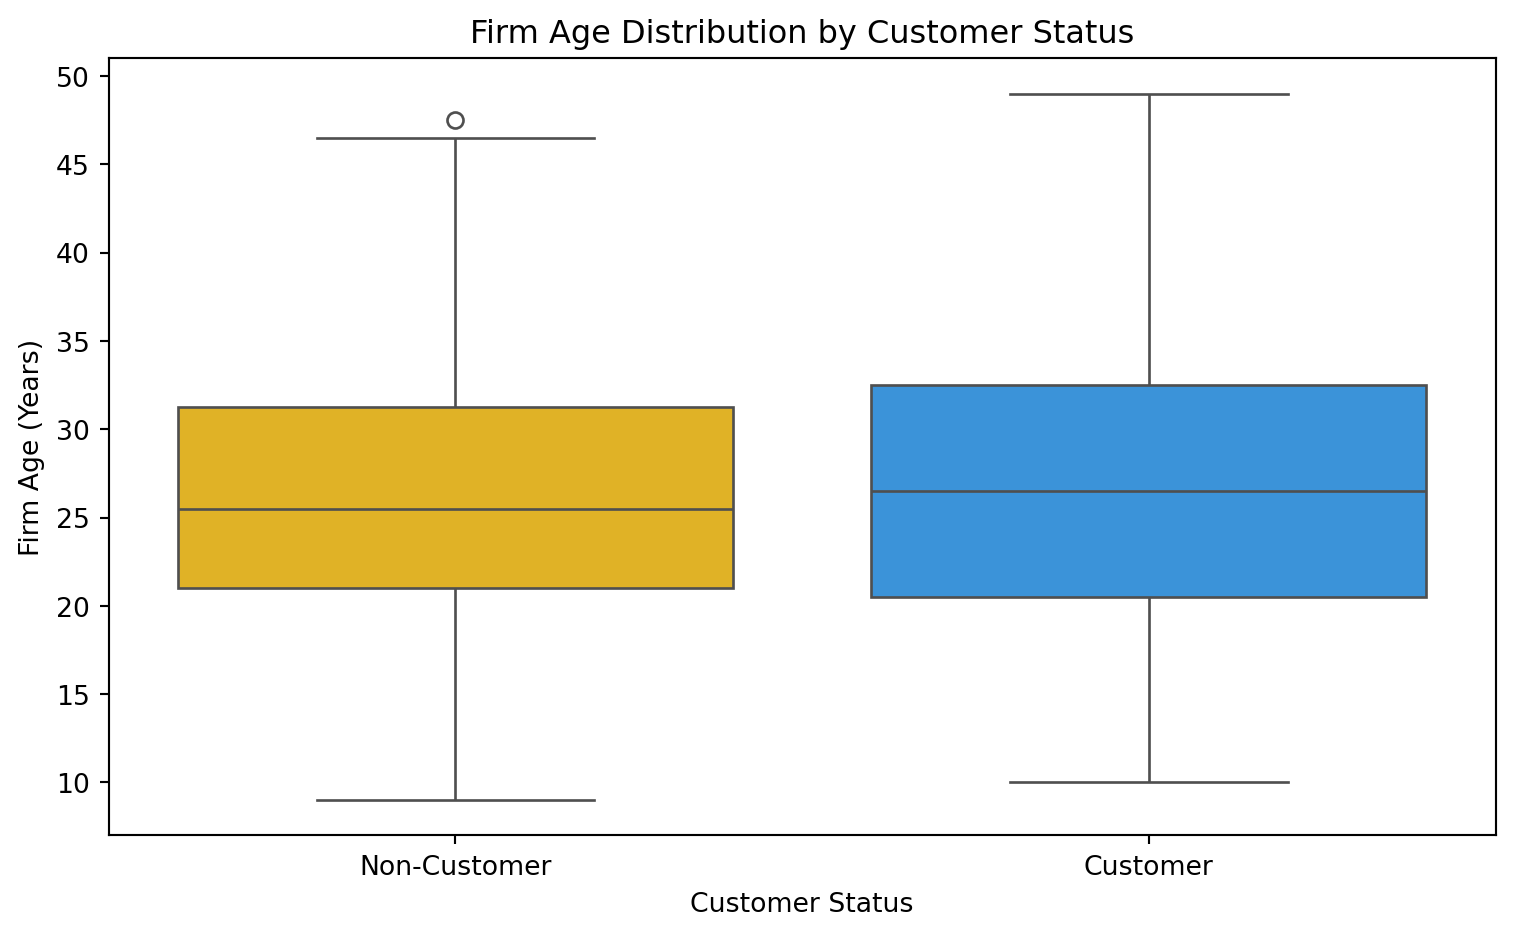 Firm Age Distribution by Customer Status
50
45
40
35
30
25
20
15
10
Firm Age (Years)
Non-Customer
Customer
Customer Status